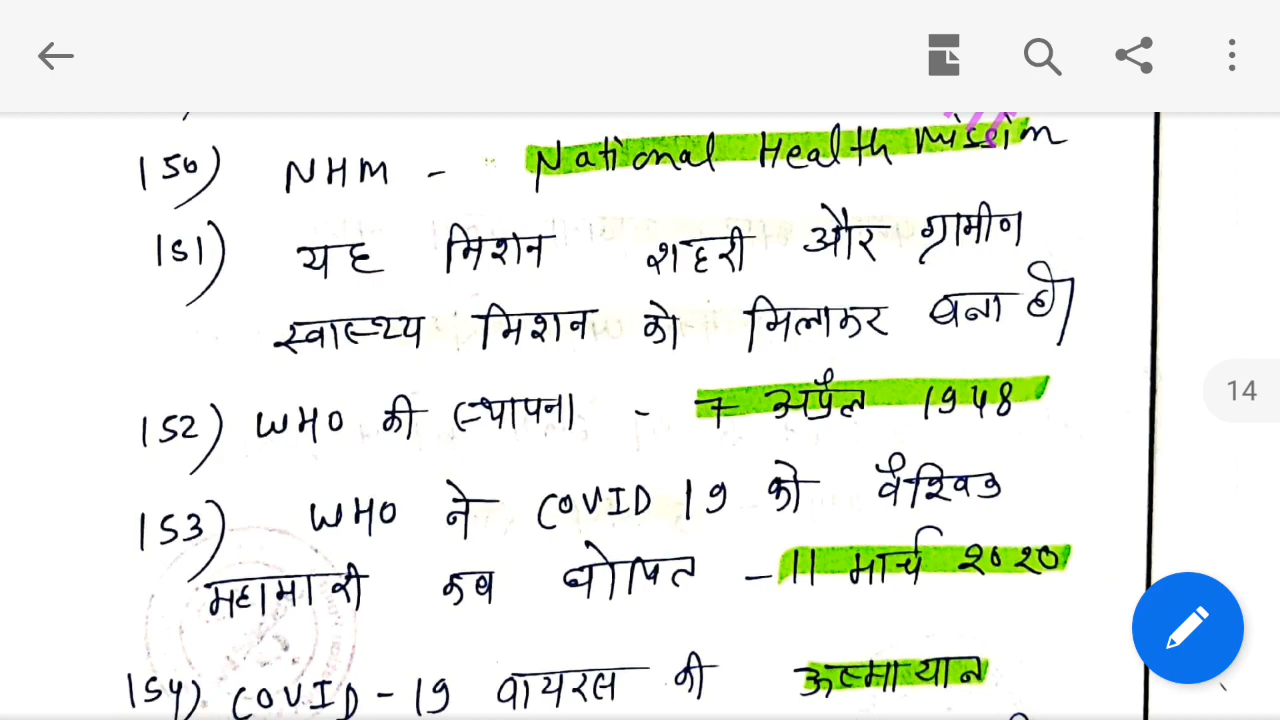 150) NHM - National Health Mission
151) यह मिशन शहरी और ग्रामीण
स्वास्थ्य मिशन को मिलाकर बना है।
14
152) WHO की स्थापना - 7 अप्रैल 1948
153) WHO ने COVID 19 को वैश्विक
महामारी कब घोषित - 11 मार्च 2020
154) COVID-19 वायरस की ऊष्मायान